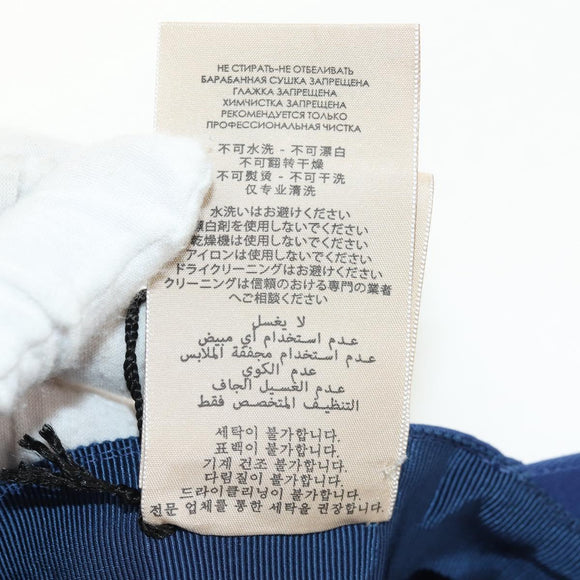 НЕ СТИРАТЬ-НЕ ОТБЕЛИВАТЬ
БАРАБАННАЯ СУШКА ЗАПРЕЩЕНА
ГЛАЖКА ЗАПРЕЩЕНА
ХИМЧИСТКА ЗАПРЕЩЕНА
РЕКОМЕНДУЕТСЯ ТОЛЬКО
ПРОФЕССИОНАЛЬНАЯ ЧИСТКА
不可水洗 - 不可漂白
不可翻转干燥
不可熨烫 - 不可干洗
仅专业清洗
水洗いはお避けください
漂白剤を使用しないでください
乾燥機は使用しないでください
アイロンは使用しないでください
ドライクリーニングはお避けください
クリーニングは信頼のおける専門の業者
へご相談ください
لا يغسل
عدم استخدام أي مبيض
عدم استخدام مجففة الملابس
عدم الكوي
عدم الغسيل الجاف
التنظيف المتخصص فقط
세탁이 불가합니다.
표백이 불가합니다.
기계 건조 불가합니다.
다림질이 불가합니다.
드라이클리닝이 불가합니다.
전문 업체를 통한 세탁을 권장합니다.